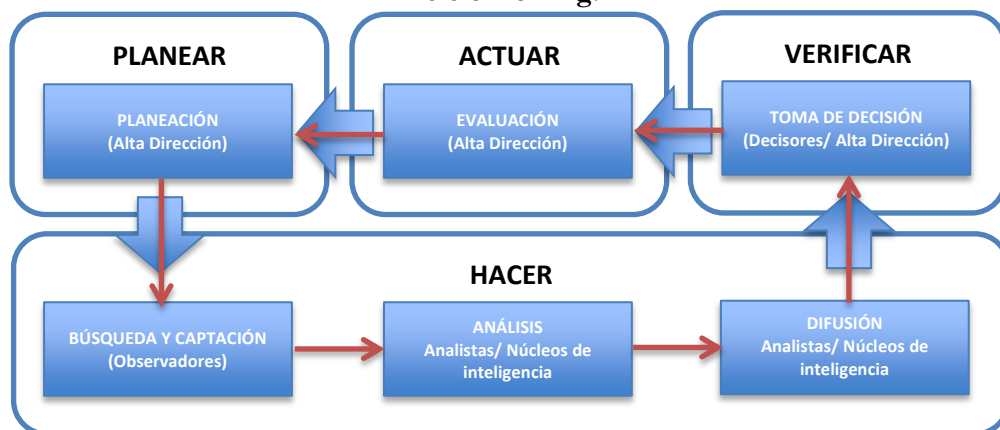 PLANEAR
PLANEACIÓN
(Alta Dirección)
ACTUAR
EVALUACIÓN
(Alta Dirección)
VERIFICAR
TOMA DE DECISIÓN
(Decisores/ Alta Dirección)
HACER
BÚSQUEDA Y CAPTACIÓN
(Observadores)
ANÁLISIS
Analistas/ Núcleos de
inteligencia
DIFUSIÓN
Analistas/ Núcleos de
inteligencia